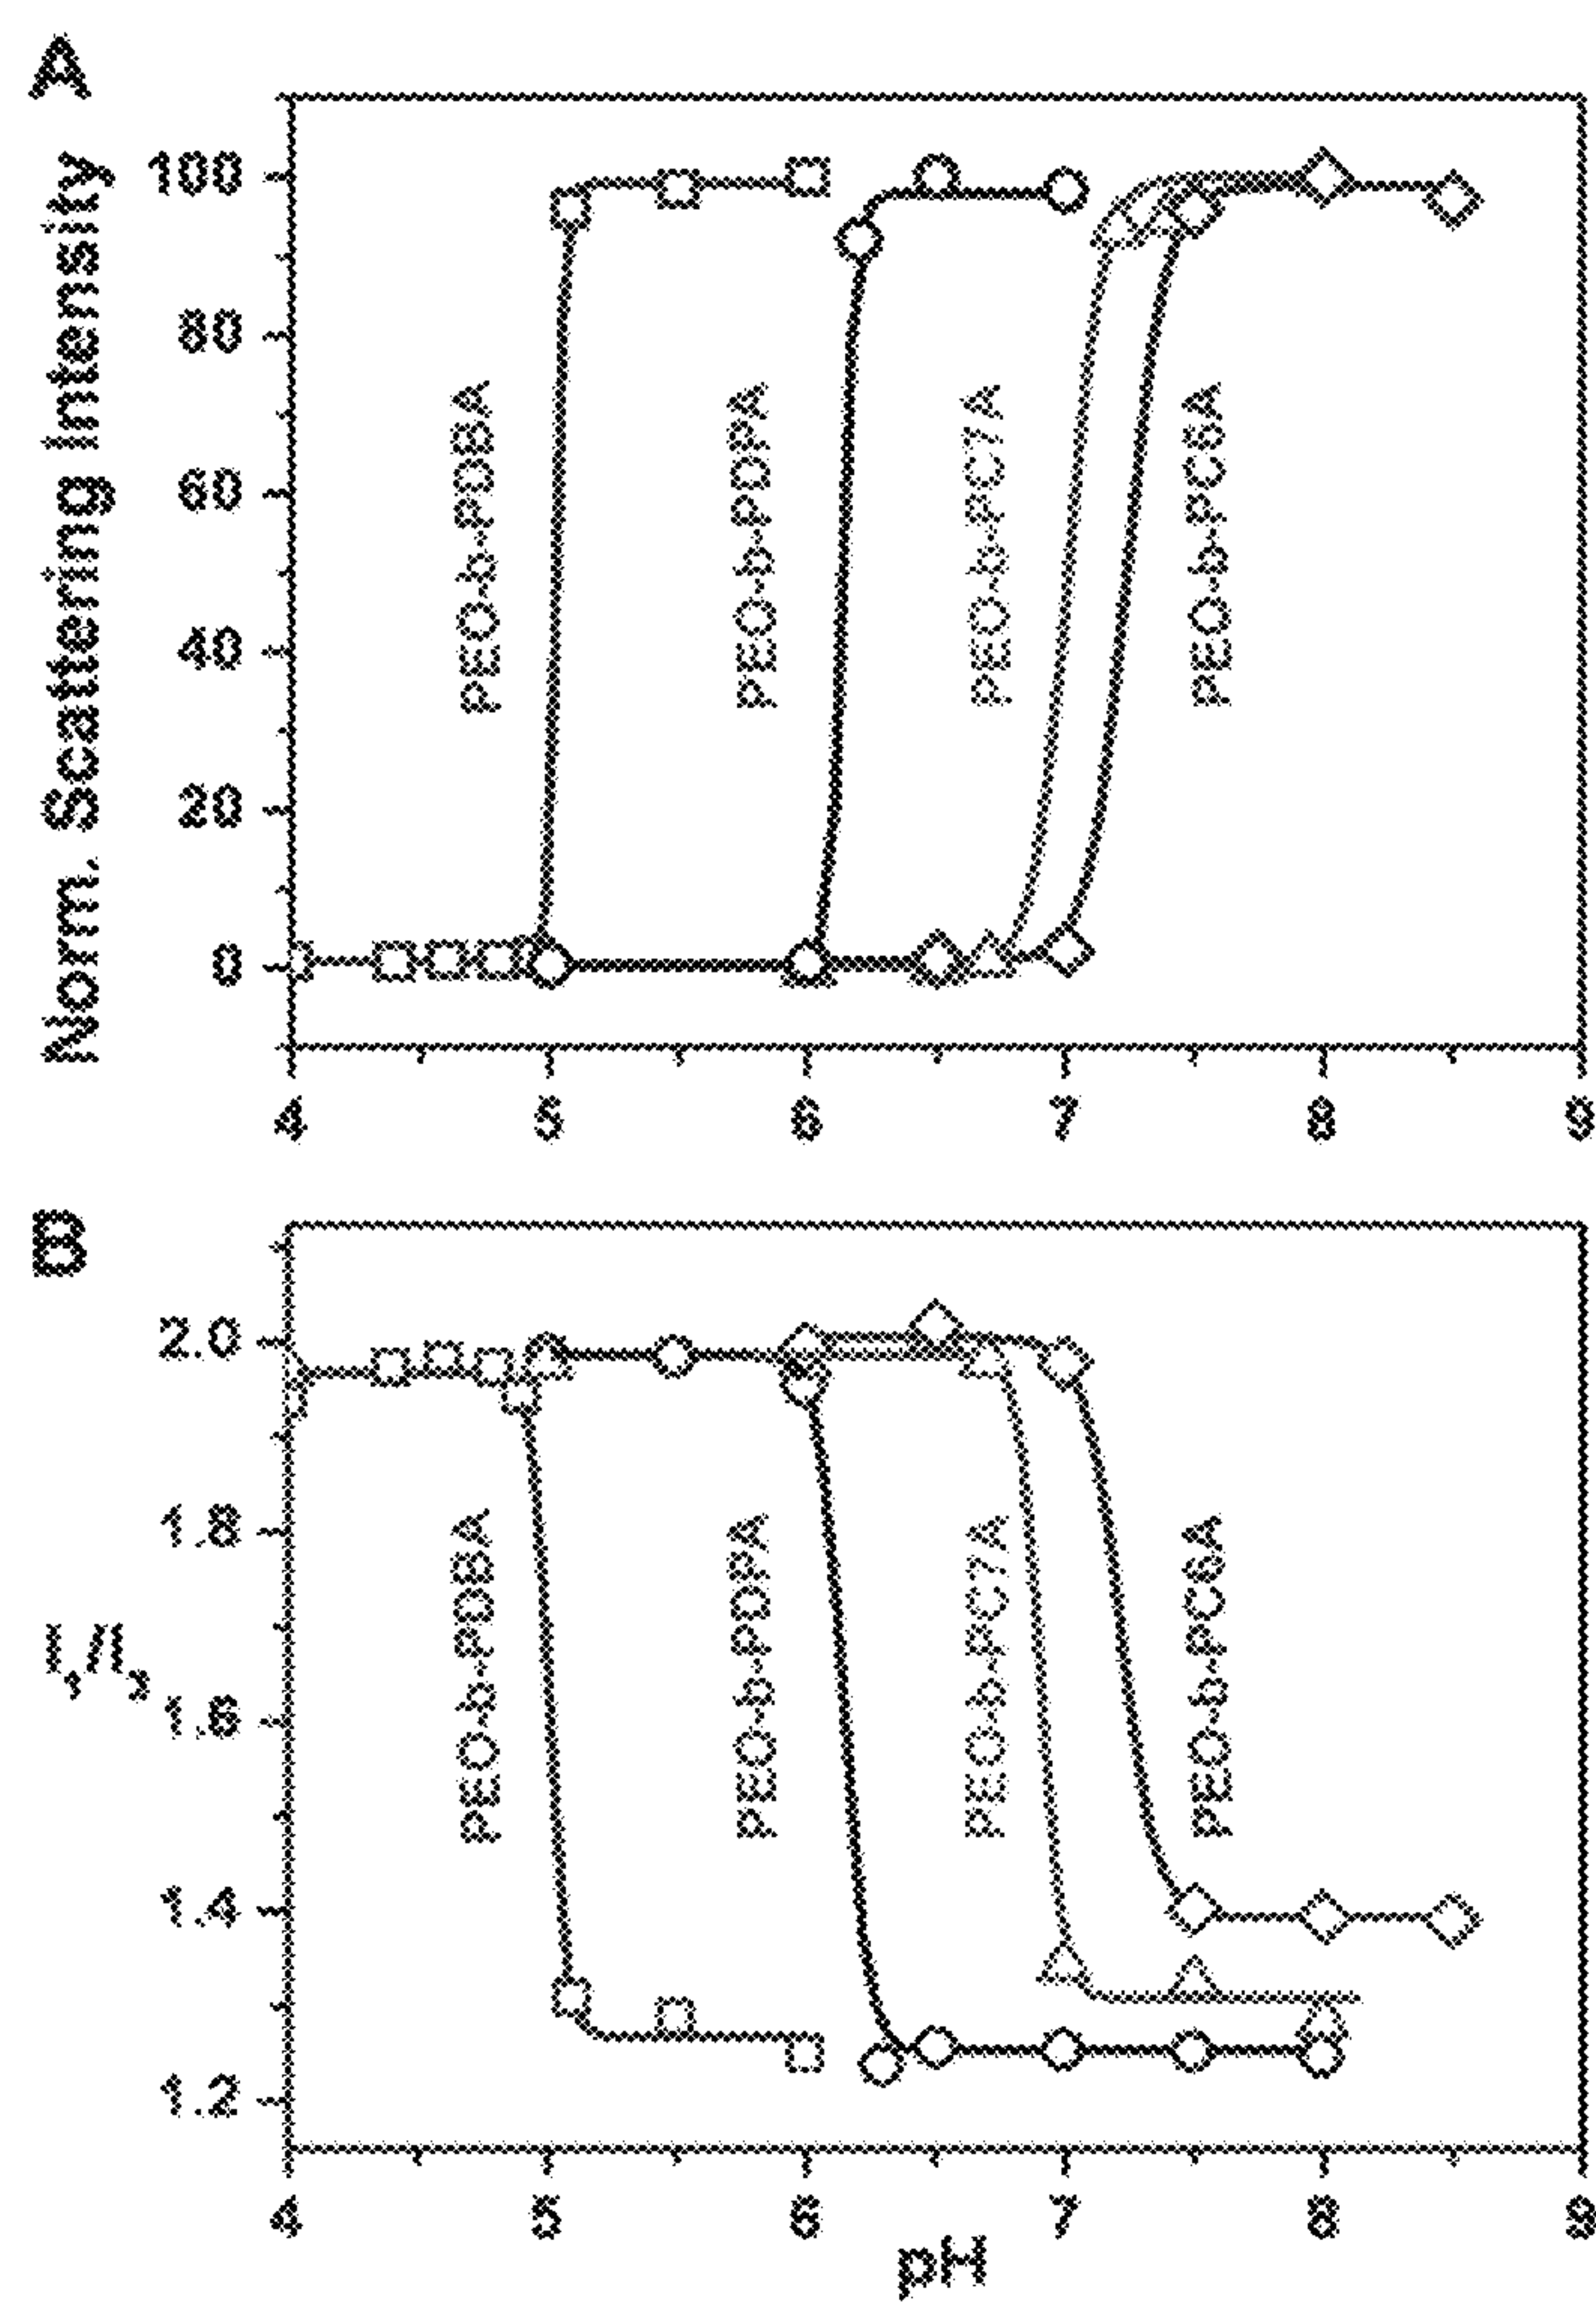 A
Norm. Scattering Intensity
100
80
60
40
20
0
PEO-b-PDBA
PEO-b-PDPA
PEO-b-PC7A
PEO-b-PC6A
4 5 6 7 8 9
B
I₁/I₃
2.0
1.8
1.6
1.4
1.2
PEO-b-PDBA
PEO-b-PDPA
PEO-b-PC7A
PEO-b-PC6A
4 5 6 7 8 9
pH